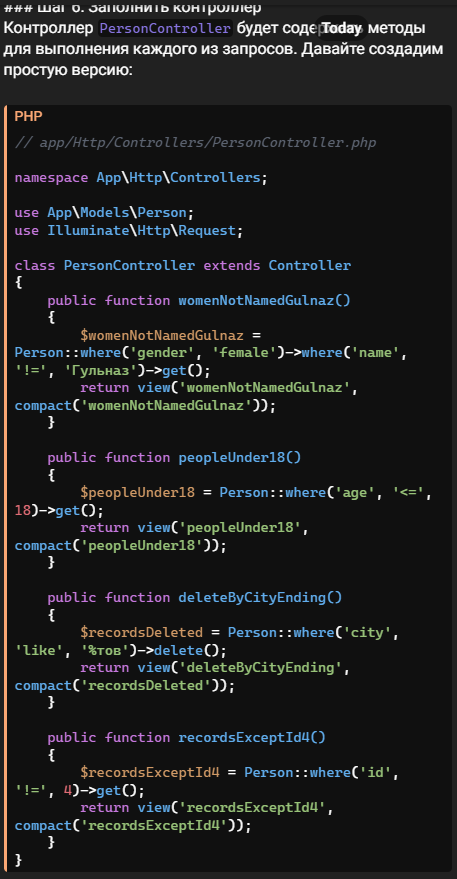 ### Шаг 6. Заполнить контроллер
Контроллер PersonController будет Today методы
для выполнения каждого из запросов. Давайте создадим
простую версию:
PHP
// app/Http/Controllers/PersonController.php
namespace App\Http\Controllers;
use App\Models\Person;
use Illuminate\Http\Request;
class PersonController extends Controller
{
    public function womenNotNamedGulnaz()
    {
        $womenNotNamedGulnaz =
Person::where('gender', 'female')->where('name',
'!=', 'Гульназ')->get();
        return view('womenNotNamedGulnaz',
compact('womenNotNamedGulnaz'));
    }
    public function peopleUnder18()
    {
        $peopleUnder18 = Person::where('age', '<=',
18)->get();
        return view('peopleUnder18',
compact('peopleUnder18'));
    }
    public function deleteByCityEnding()
    {
        $recordsDeleted = Person::where('city',
'like', '%тов')->delete();
        return view('deleteByCityEnding',
compact('recordsDeleted'));
    }
    public function recordsExceptId4()
    {
        $recordsExceptId4 = Person::where('id',
'!=', 4)->get();
        return view('recordsExceptId4',
compact('recordsExceptId4'));
    }
}